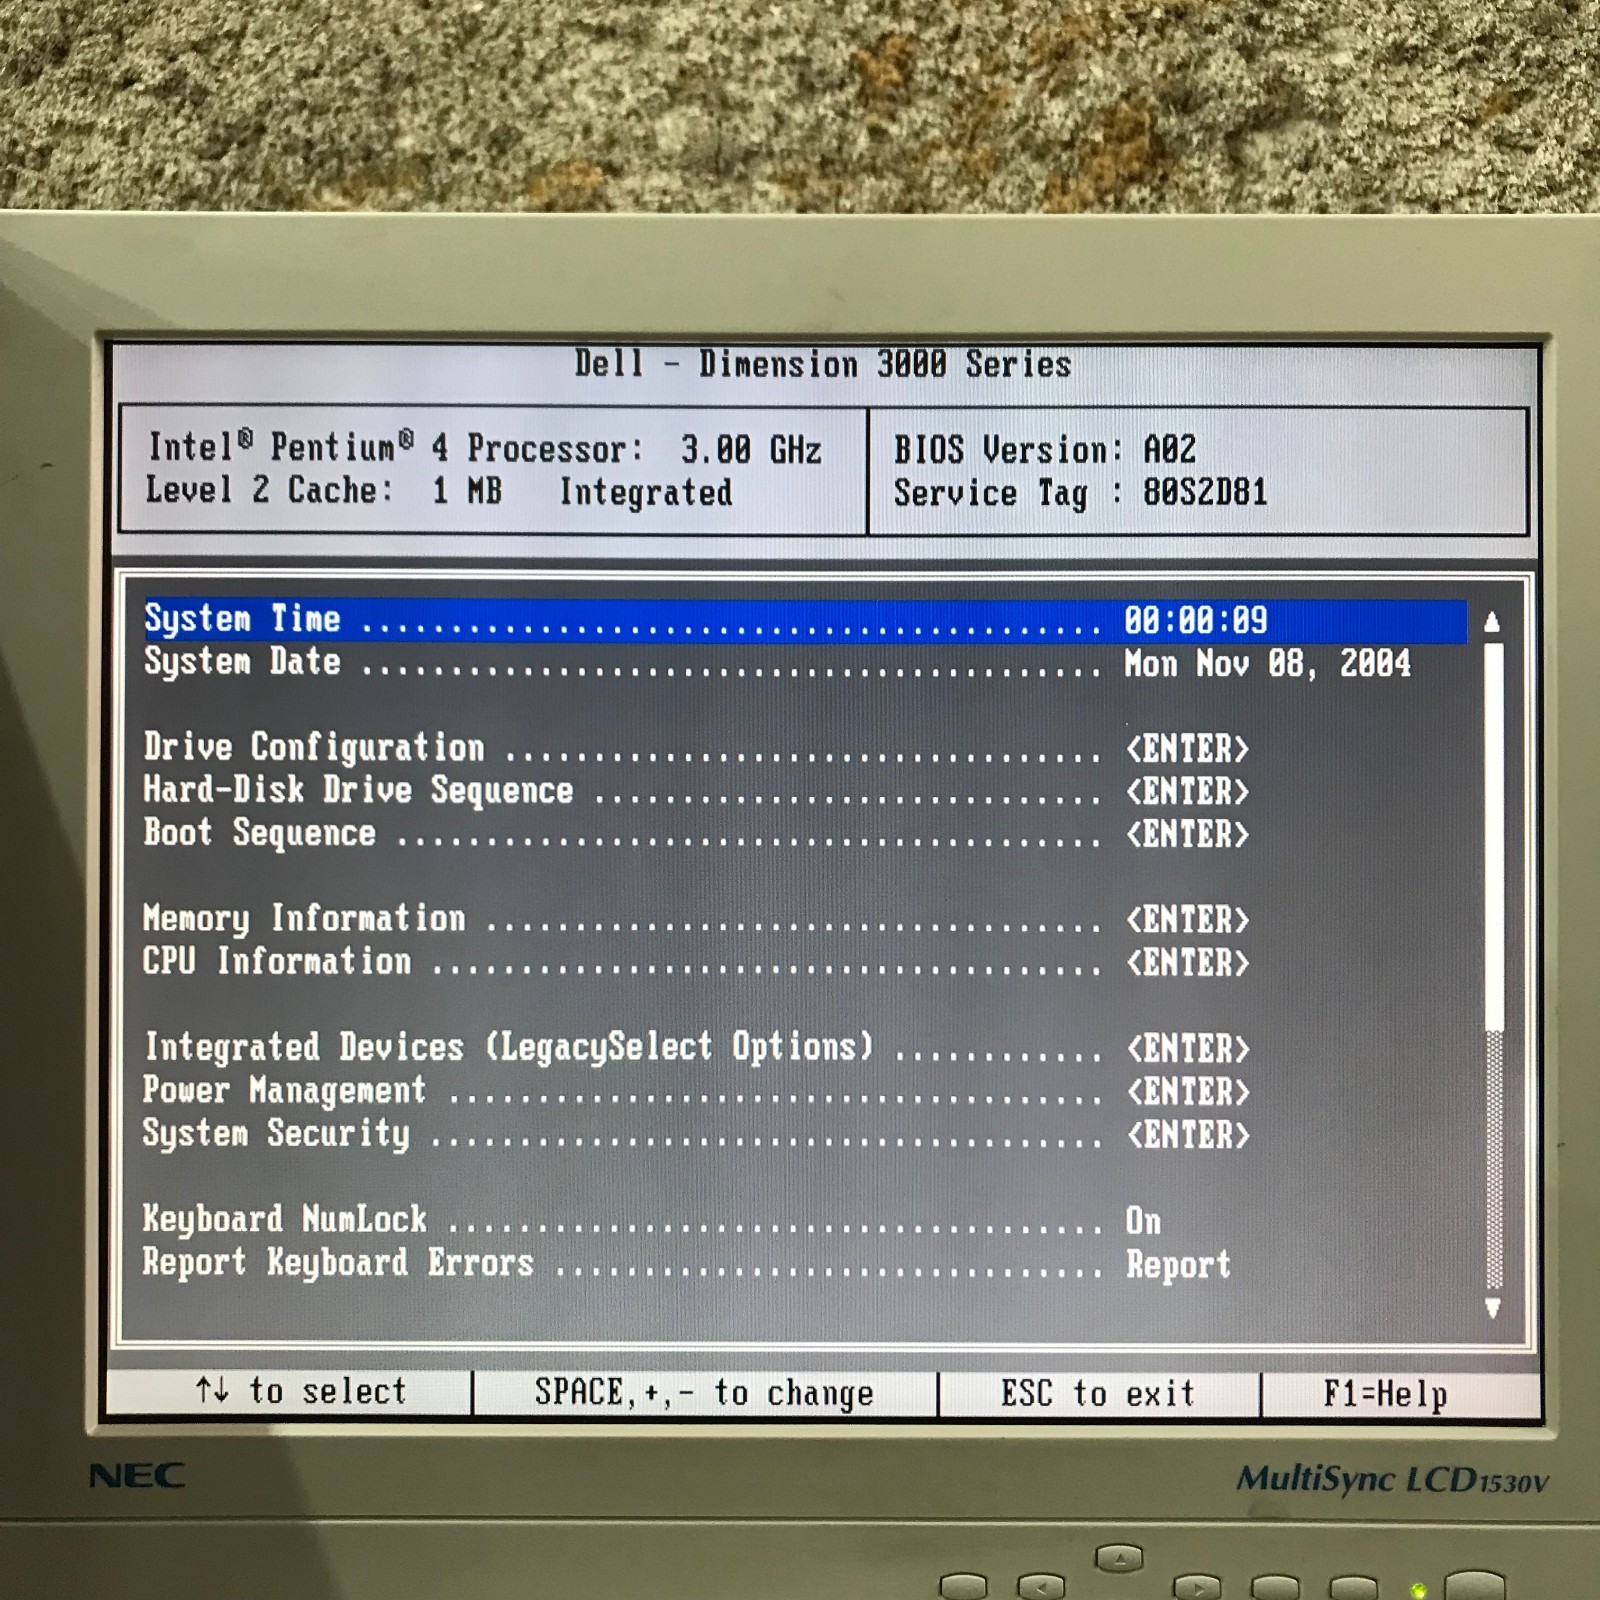 Dell - Dimension 3000 Series
Intel® Pentium® 4 Processor: 3.00 GHz
Level 2 Cache: 1 MB Integrated
BIOS Version: A02
Service Tag : 80S2D81
System Time .......................................... 00:00:09
System Date .......................................... Mon Nov 08, 2004
Drive Configuration .................................. <ENTER>
Hard-Disk Drive Sequence ............................. <ENTER>
Boot Sequence ........................................ <ENTER>
Memory Information ................................... <ENTER>
CPU Information ...................................... <ENTER>
Integrated Devices (LegacySelect Options) ............ <ENTER>
Power Management ..................................... <ENTER>
System Security ...................................... <ENTER>
Keyboard NumLock ..................................... On
Report Keyboard Errors ............................... Report
↑↓ to select
SPACE,+,- to change
ESC to exit
F1=Help
NEC
MultiSync LCD1530V